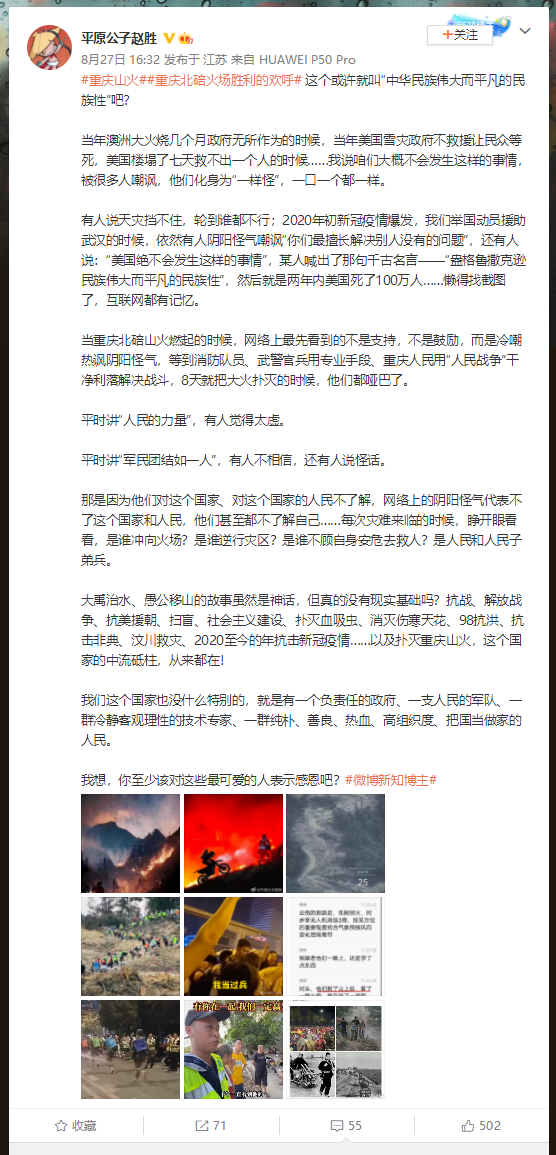 平原公子赵胜
+关注
8月27日 16:32 发布于 江苏 来自 HUAWEI P50 Pro
#重庆山火##重庆北碚火场胜利的欢呼# 这个或许就叫“中华民族伟大而平凡的民
族性”吧?
当年澳洲大火烧几个月政府无所作为的时候，当年美国雪灾政府不救援让民众等
死，美国楼塌了七天救不出一个人的时候……我说咱们大概不会发生这样的事情，
被很多人嘲讽，他们化身为“一样怪”，一口一个都一样。
有人说天灾挡不住，轮到谁都不行；2020年初新冠疫情爆发，我们举国动员援助
武汉的时候，依然有人阴阳怪气嘲讽“你们最擅长解决别人没有的问题”，还有人
说：“美国绝不会发生这样的事情”，某人喊出了那句千古名言——“盎格鲁撒克逊
民族伟大而平凡的民族性”，然后就是两年内美国死了100万人……懒得找截图
了，互联网都有记忆。
当重庆北碚山火燃起的时候，网络上最先看到的不是支持，不是鼓励，而是冷嘲
热讽阴阳怪气，等到消防队员、武警官兵用专业手段、重庆人民用“人民战争”干
净利落解决战斗，8天就把大火扑灭的时候，他们都哑巴了。
平时讲“人民的力量”，有人觉得太虚。
平时讲“军民团结如一人”，有人不相信，还有人说怪话。
那是因为他们对这个国家、对这个国家的人民不了解，网络上的阴阳怪气代表不
了这个国家和人民，他们甚至都不了解自己……每次灾难来临的时候，睁开眼看
看，是谁冲向火场？是谁逆行灾区？是谁不顾自身安危去救人？是人民和人民子
弟兵。
大禹治水、愚公移山的故事虽然是神话，但真的没有现实基础吗？抗战、解放战
争、抗美援朝、扫盲、社会主义建设、扑灭血吸虫、消灭伤寒天花、98抗洪、抗
击非典、汶川救灾、2020至今的年抗击新冠疫情……以及扑灭重庆山火，这个国
家的中流砥柱，从来都在!
我们这个国家也没什么特别的，就是有一个负责任的政府、一支人民的军队、一
群冷静客观理性的技术专家、一群纯朴、善良、热血、高组织度、把国当做家的
人民。
我想，你至少该对这些最可爱的人表示感恩吧？#微博新知博主#
25
我当过兵
有你在一起 我们一定赢
收藏
71
55
502